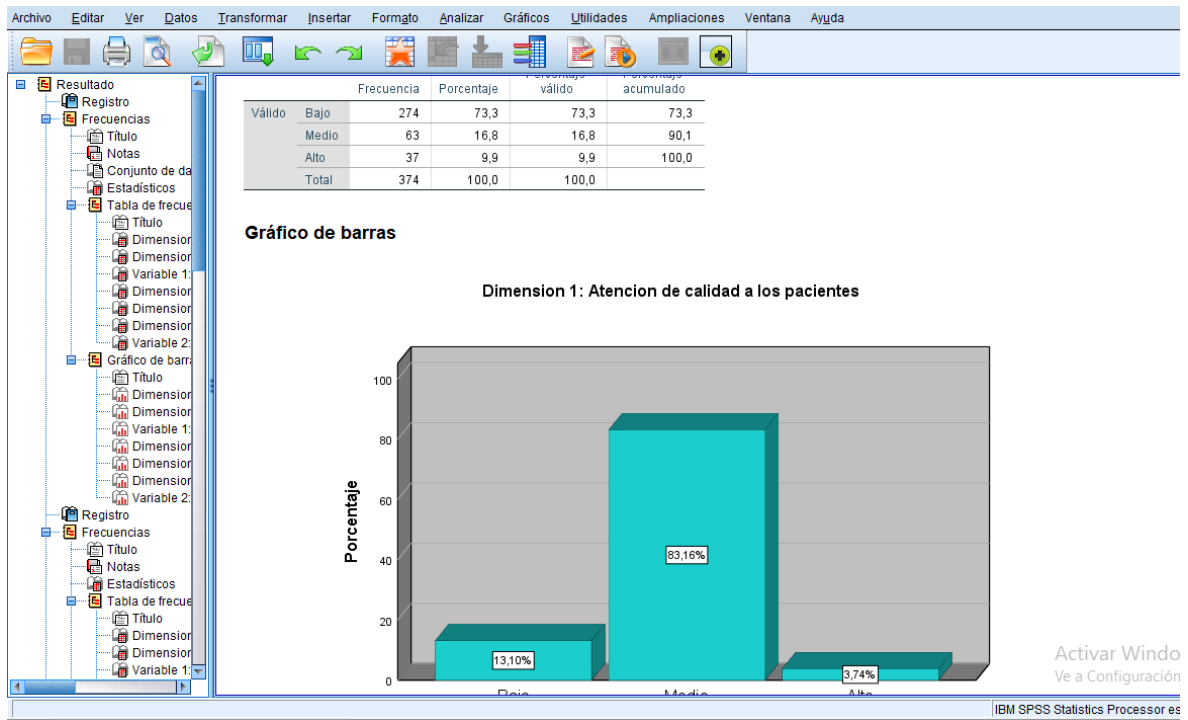 Archivo Editar Ver Datos Transformar Insertar Formato Analizar Gráficos Utilidades Ampliaciones Ventana Ayuda
Resultado
Registro
Frecuencias
Título
Notas
Conjunto de da
Estadísticos
Tabla de frecue
Título
Dimension
Dimension
Variable 1:
Dimension
Dimension
Dimension
Variable 2:
Gráfico de barra
Título
Dimension
Dimension
Variable 1:
Dimension
Dimension
Dimension
Variable 2:
Registro
Frecuencias
Título
Notas
Estadísticos
Tabla de frecue
Título
Dimension
Dimension
Variable 1:
Frecuencia Porcentaje Porcentaje válido Porcentaje acumulado
Válido Bajo 274 73,3 73,3 73,3
Medio 63 16,8 16,8 90,1
Alto 37 9,9 9,9 100,0
Total 374 100,0 100,0
Gráfico de barras
Dimension 1: Atencion de calidad a los pacientes
Porcentaje
100
80
60
40
20
0
13,10%
83,16%
3,74%
Bajo Medio Alto
Activar Windo
Ve a Configuración
IBM SPSS Statistics Processor es